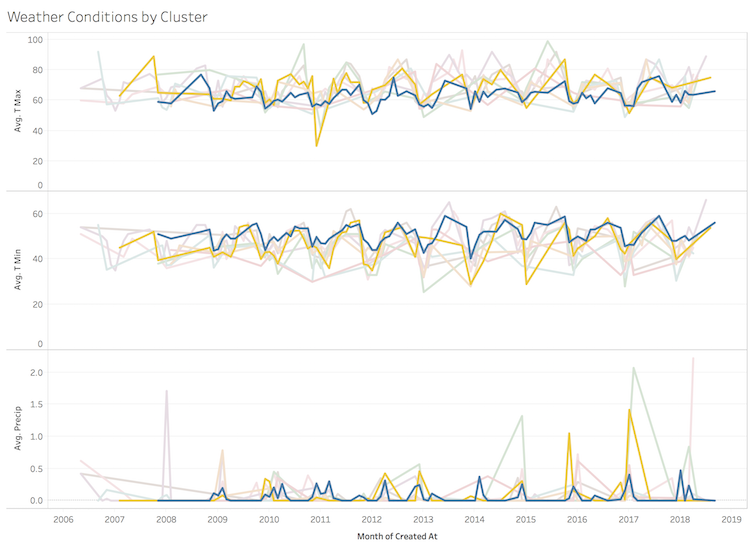 Weather Conditions by Cluster
100
80
60
40
20
0
Avg. T Max
60
40
20
0
Avg. T Min
2.0
1.5
1.0
0.5
0.0
Avg. Precip
2006 2007 2008 2009 2010 2011 2012 2013 2014 2015 2016 2017 2018 2019
Month of Created At